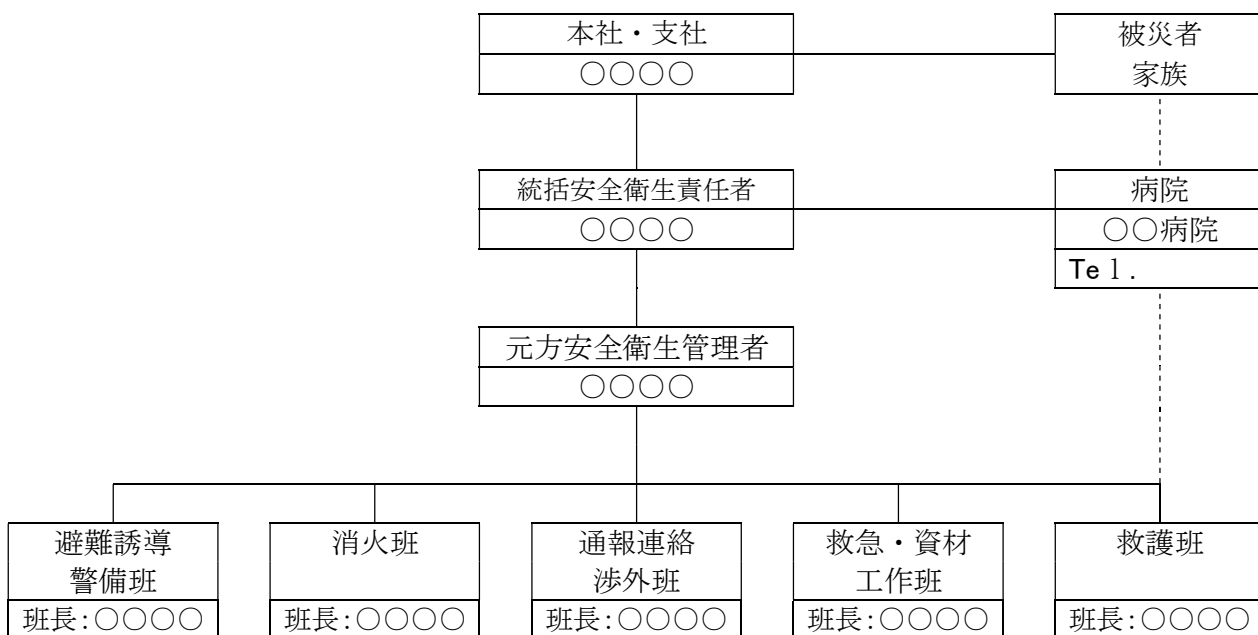 本社・支社
○○○○
被災者
家族
統括安全衛生責任者
○○○○
病院
○○病院
Tel.
元方安全衛生管理者
○○○○
避難誘導
警備班
班長:○○○○
消火班
班長:○○○○
通報連絡
渉外班
班長:○○○○
救急・資材
工作班
班長:○○○○
救護班
班長:○○○○